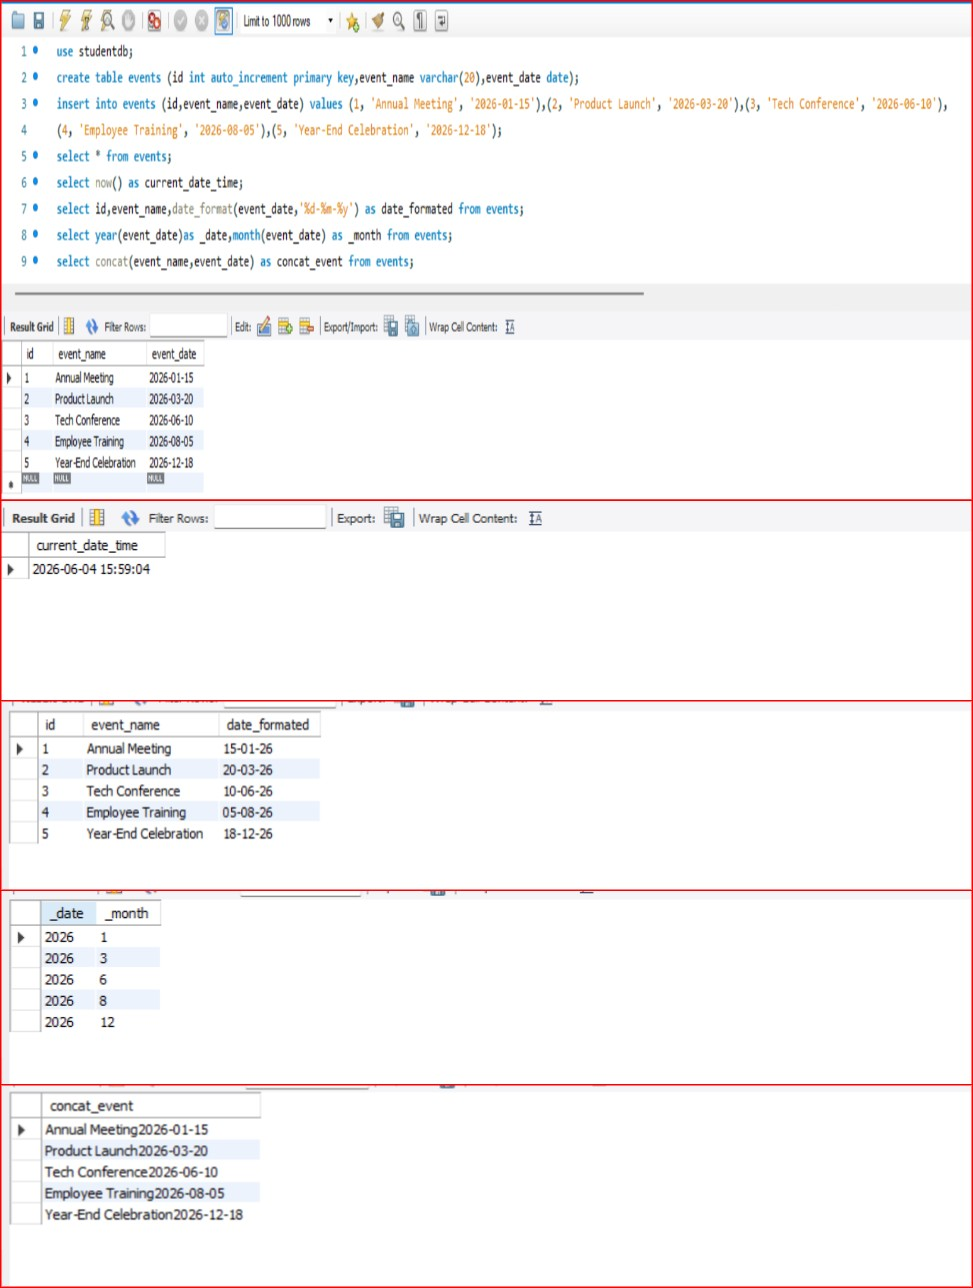 Limit to 1000 rows
1 use studentdb;
2 create table events (id int auto_increment primary key,event_name varchar(20),event_date date);
3 insert into events (id,event_name,event_date) values (1, 'Annual Meeting', '2026-01-15'),(2, 'Product Launch', '2026-03-20'),(3, 'Tech Conference', '2026-06-10'),
4 (4, 'Employee Training', '2026-08-05'),(5, 'Year-End Celebration', '2026-12-18');
5 select * from events;
6 select now() as current_date_time;
7 select id,event_name,date_format(event_date,'%d-%m-%y') as date_formated from events;
8 select year(event_date)as _date,month(event_date) as _month from events;
9 select concat(event_name,event_date) as concat_event from events;
Result Grid Filter Rows: Edit: Export/Import: Wrap Cell Content: IA
id event_name event_date
1 Annual Meeting 2026-01-15
2 Product Launch 2026-03-20
3 Tech Conference 2026-06-10
4 Employee Training 2026-08-05
5 Year-End Celebration 2026-12-18
NULL NULL NULL
Result Grid Filter Rows: Export: Wrap Cell Content: IA
current_date_time
2026-06-04 15:59:04
id event_name date_formated
1 Annual Meeting 15-01-26
2 Product Launch 20-03-26
3 Tech Conference 10-06-26
4 Employee Training 05-08-26
5 Year-End Celebration 18-12-26
_date _month
2026 1
2026 3
2026 6
2026 8
2026 12
concat_event
Annual Meeting2026-01-15
Product Launch2026-03-20
Tech Conference2026-06-10
Employee Training2026-08-05
Year-End Celebration2026-12-18